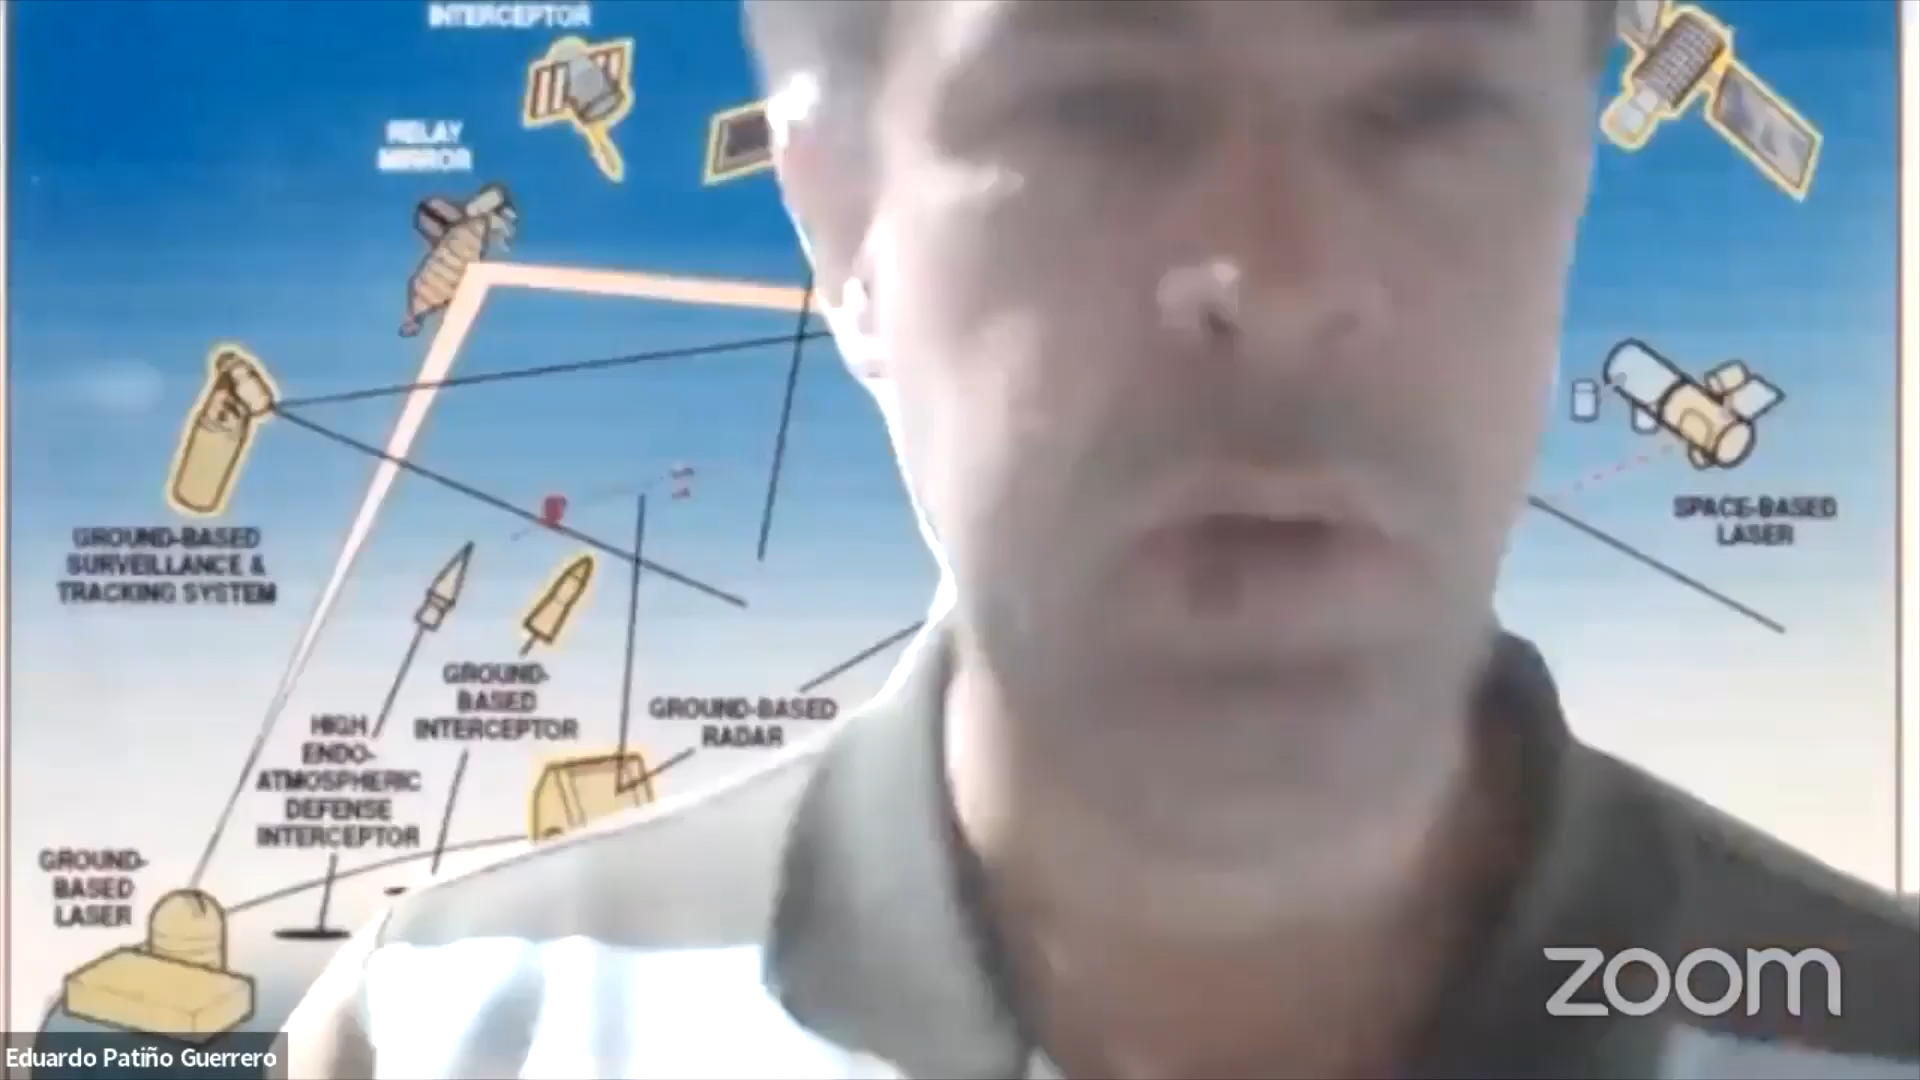 INTERCEPTOR
RELAY
MIRROR
GROUND-BASED
SURVEILLANCE &
TRACKING SYSTEM
SPACE-BASED
LASER
GROUND-
BASED
INTERCEPTOR
GROUND-BASED
RADAR
HIGH
ENDO-
ATMOSPHERIC
DEFENSE
INTERCEPTOR
GROUND-
BASED
LASER
zoom
Eduardo Patiño Guerrero